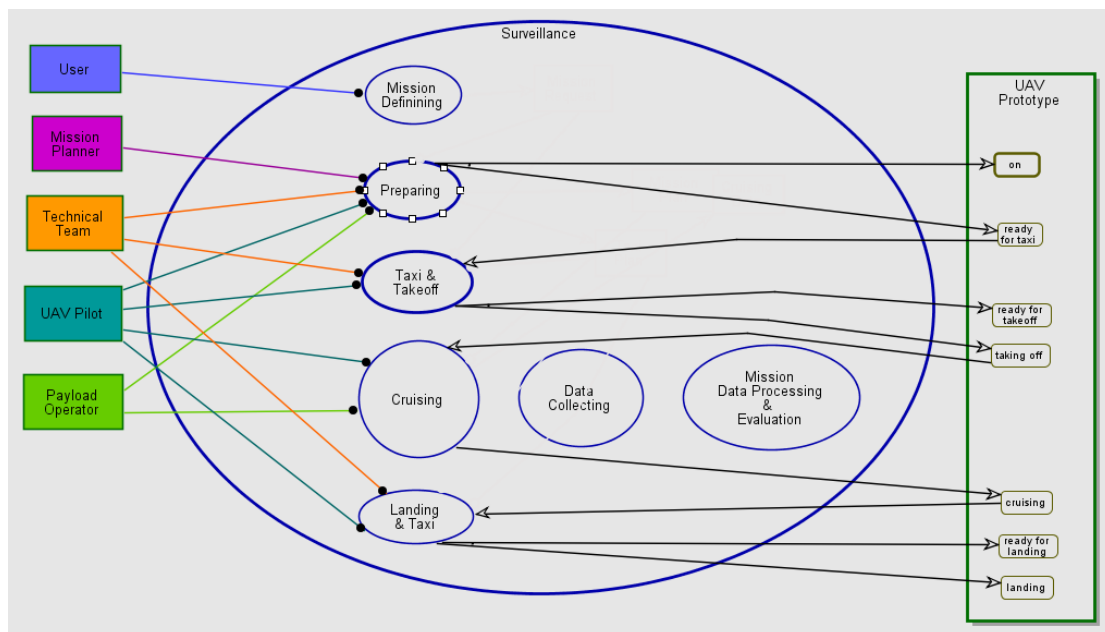 Surveillance
User
Mission
Definining
UAV
Prototype
Mission
Planner
on
Preparing
Technical
Team
ready
for taxi
Taxi &
Takeoff
UAV Pilot
ready for
takeoff
taking off
Payload
Operator
Cruising
Data
Collecting
Mission
Data Processing
&
Evaluation
cruising
Landing
& Taxi
ready for
landing
landing